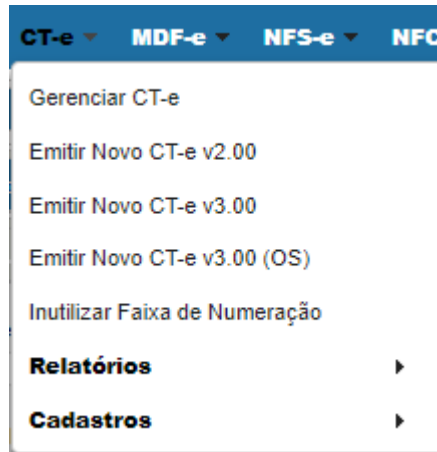 CT-e MDF-e NFS-e NFC
Gerenciar CT-e
Emitir Novo CT-e v2.00
Emitir Novo CT-e v3.00
Emitir Novo CT-e v3.00 (OS)
Inutilizar Faixa de Numeração
Relatórios
Cadastros